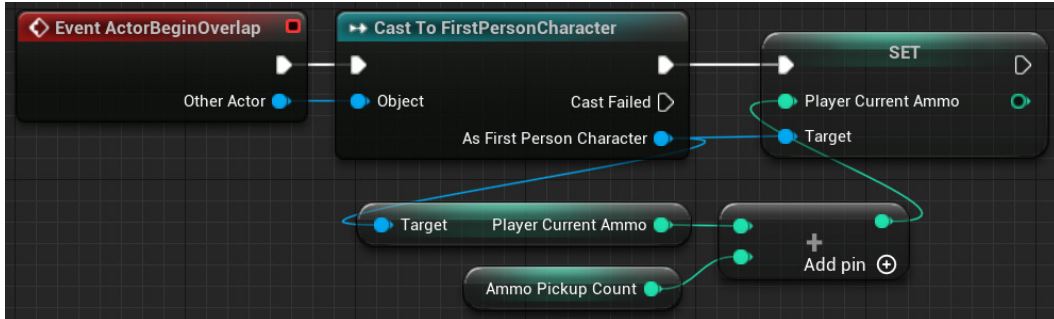 Event ActorBeginOverlap
Other Actor
Cast To FirstPersonCharacter
Object
Cast Failed
As First Person Character
SET
Player Current Ammo
Target
Target Player Current Ammo
Add pin
Ammo Pickup Count